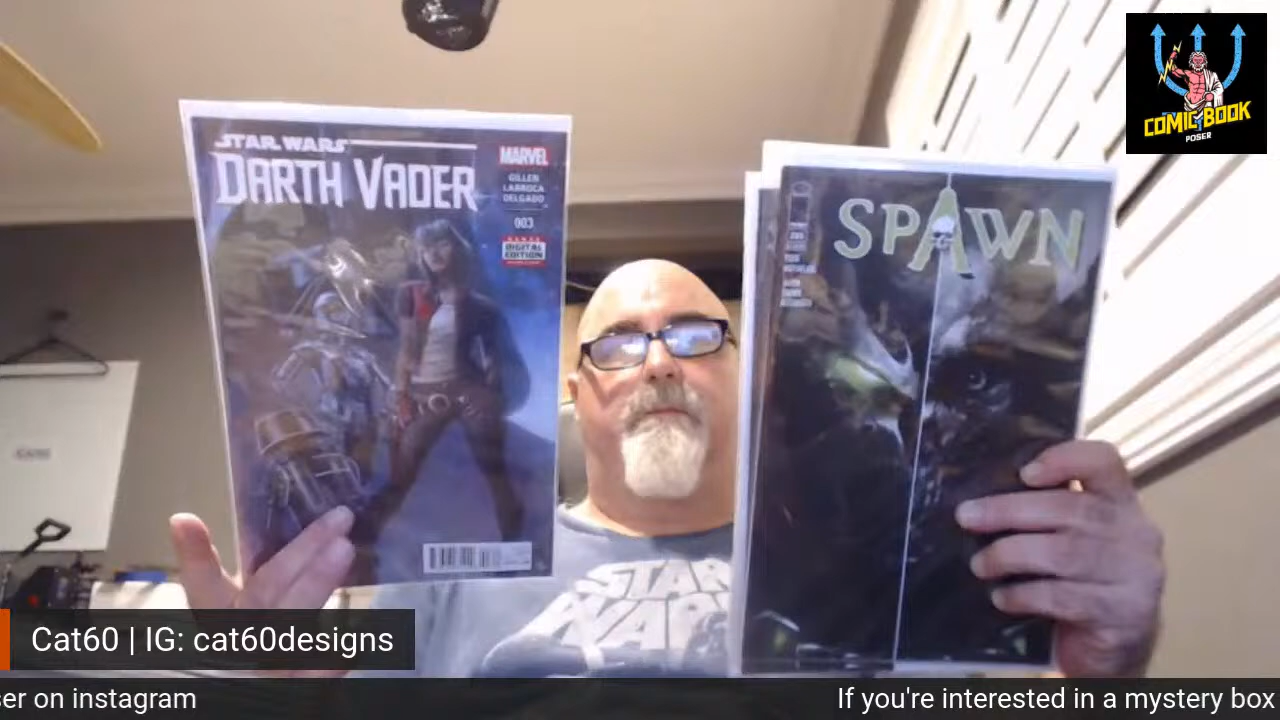 STAR WARS
DARTH VADER
MARVEL
GILLEN
LARROCA
DELGADO
003
DIGITAL
EDITION
SPAWN
COMIC BOOK
POSER
STAR
WARS
Cat60 | IG: cat60designs
ser on instagram
If you're interested in a mystery box